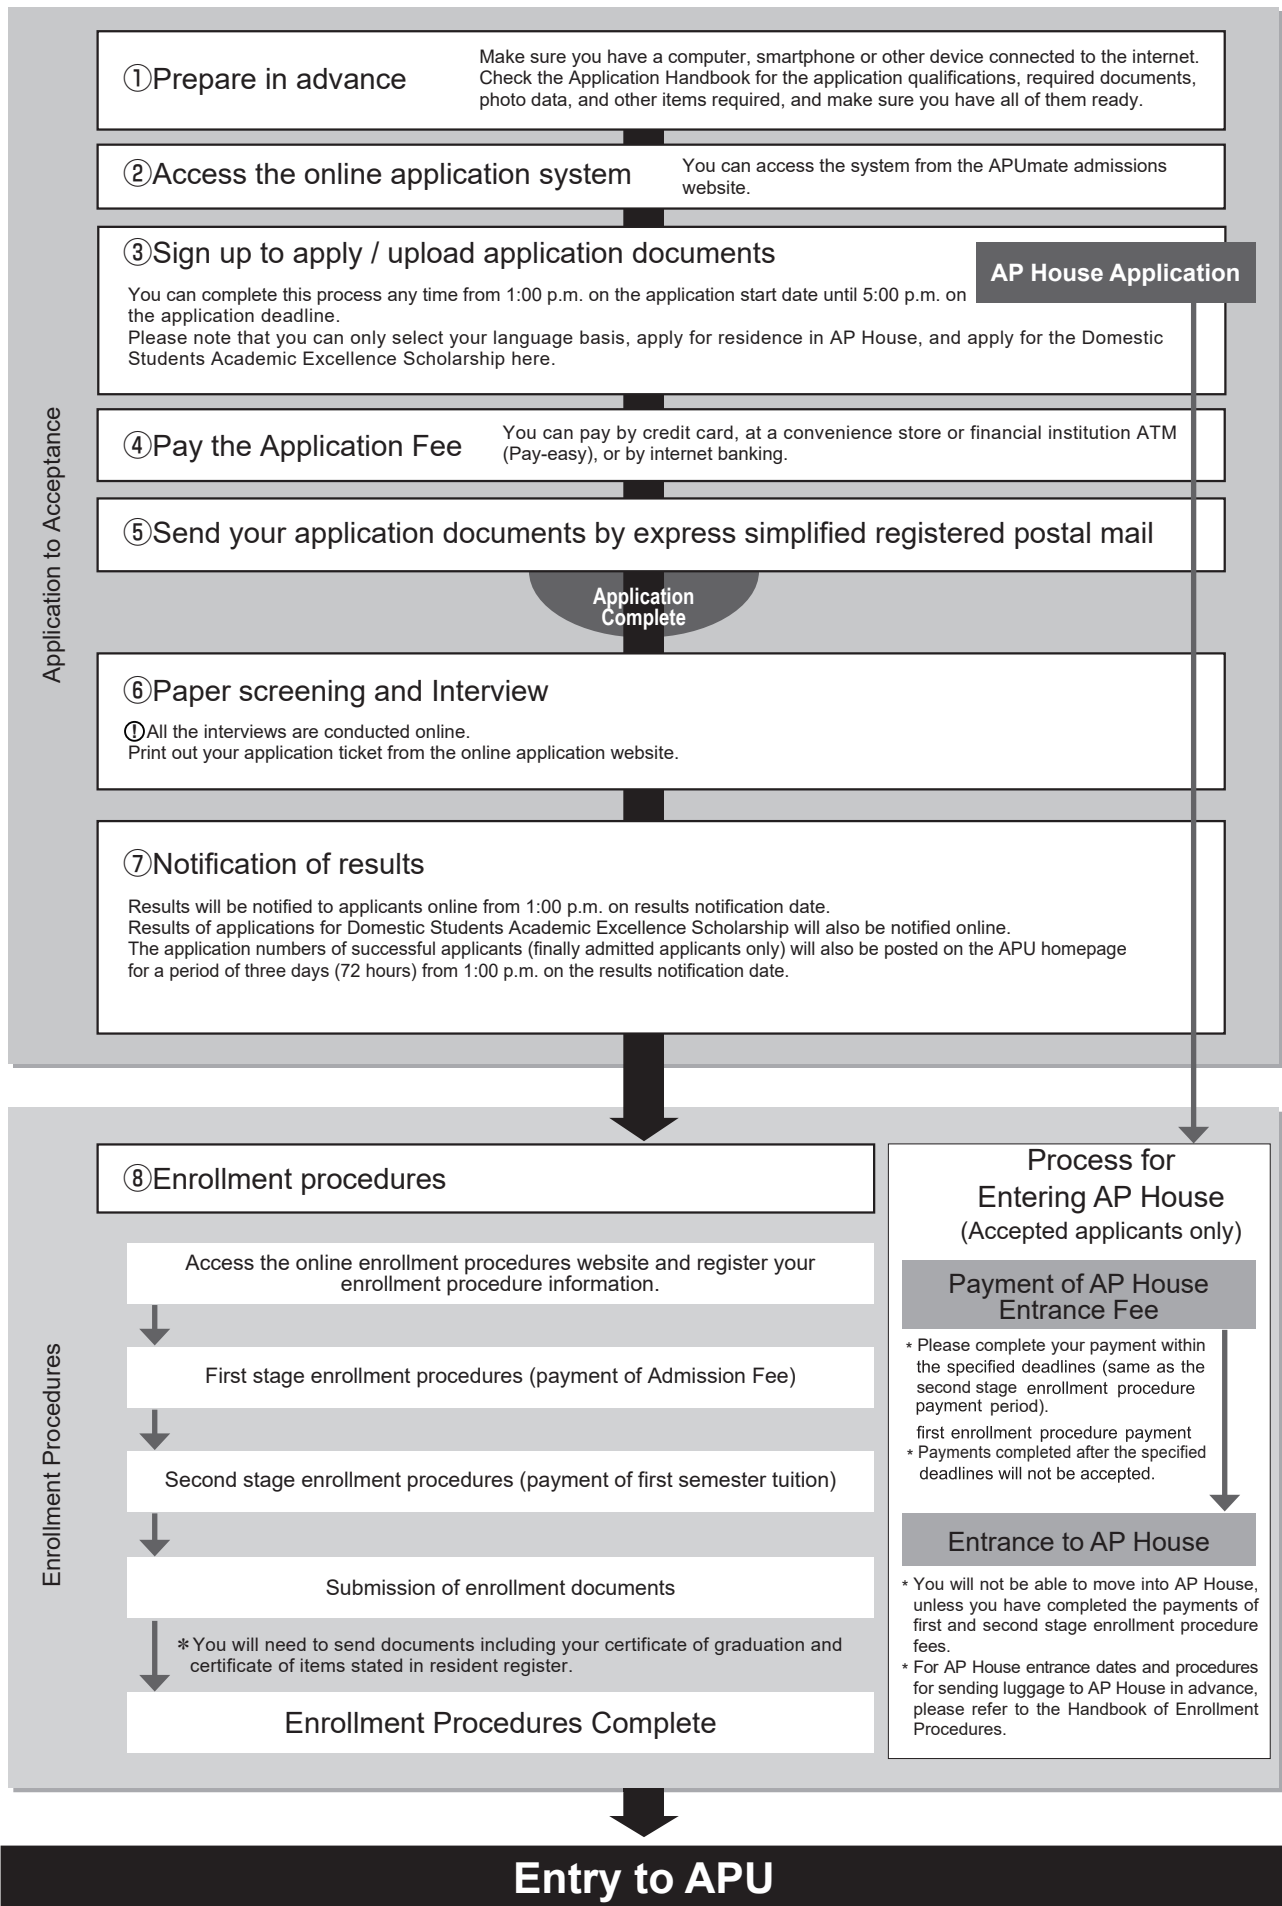 ①Prepare in advance
Make sure you have a computer, smartphone or other device connected to the internet.
Check the Application Handbook for the application qualifications, required documents,
photo data, and other items required, and make sure you have all of them ready.
②Access the online application system
You can access the system from the APUmate admissions
website.
③Sign up to apply / upload application documents
AP House Application
You can complete this process any time from 1:00 p.m. on the application start date until 5:00 p.m. on
the application deadline.
Please note that you can only select your language basis, apply for residence in AP House, and apply for the Domestic
Students Academic Excellence Scholarship here.
④Pay the Application Fee
You can pay by credit card, at a convenience store or financial institution ATM
(Pay-easy), or by internet banking.
⑤Send your application documents by express simplified registered postal mail
Application
Complete
Application to Acceptance
⑥Paper screening and Interview
!All the interviews are conducted online.
Print out your application ticket from the online application website.
⑦Notification of results
Results will be notified to applicants online from 1:00 p.m. on results notification date.
Results of applications for Domestic Students Academic Excellence Scholarship will also be notified online.
The application numbers of successful applicants (finally admitted applicants only) will also be posted on the APU homepage
for a period of three days (72 hours) from 1:00 p.m. on the results notification date.
⑧Enrollment procedures
Access the online enrollment procedures website and register your
enrollment procedure information.
First stage enrollment procedures (payment of Admission Fee)
Second stage enrollment procedures (payment of first semester tuition)
Submission of enrollment documents
✻You will need to send documents including your certificate of graduation and
certificate of items stated in resident register.
Enrollment Procedures Complete
Enrollment Procedures
Process for
Entering AP House
(Accepted applicants only)
Payment of AP House
Entrance Fee
* Please complete your payment within
the specified deadlines (same as the
second stage enrollment procedure
payment period).
first enrollment procedure payment
* Payments completed after the specified
deadlines will not be accepted.
Entrance to AP House
* You will not be able to move into AP House,
unless you have completed the payments of
first and second stage enrollment procedure
fees.
* For AP House entrance dates and procedures
for sending luggage to AP House in advance,
please refer to the Handbook of Enrollment
Procedures.
Entry to APU